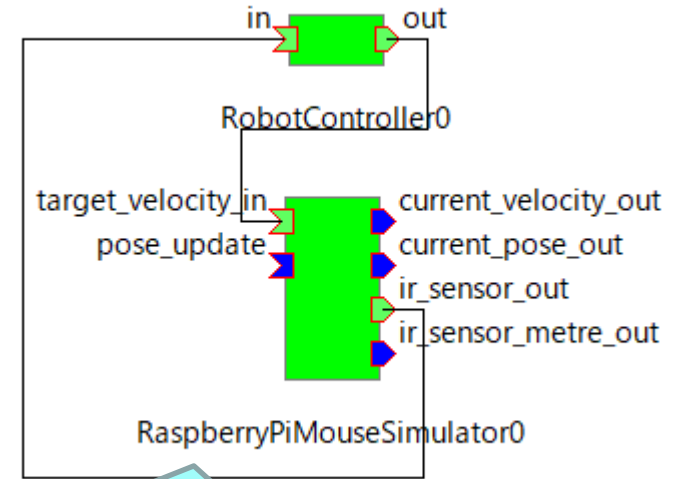 in out
RobotController0
target_velocity_in current_velocity_out
pose_update current_pose_out
ir_sensor_out
ir_sensor_metre_out
RaspberryPiMouseSimulator0